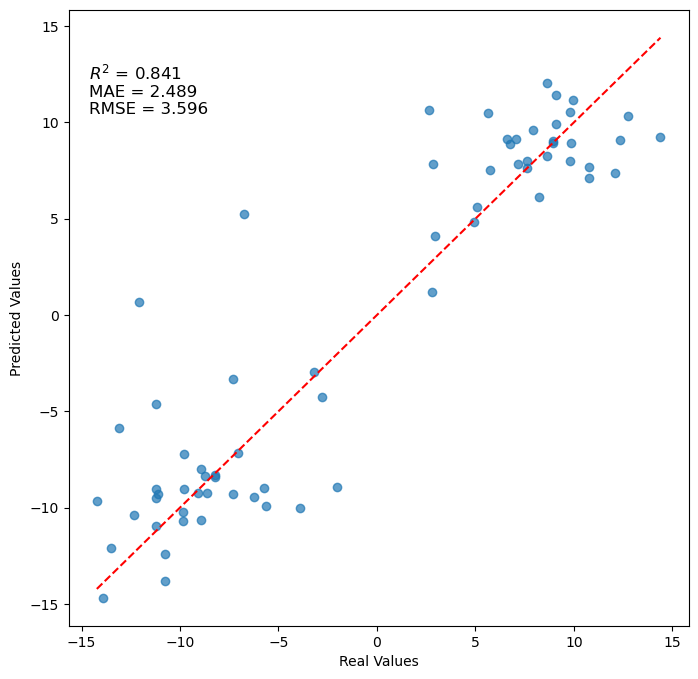 R² = 0.841
MAE = 2.489
RMSE = 3.596
15
10
5
0
−5
−10
−15
Predicted Values
−15 −10 −5 0 5 10 15
Real Values